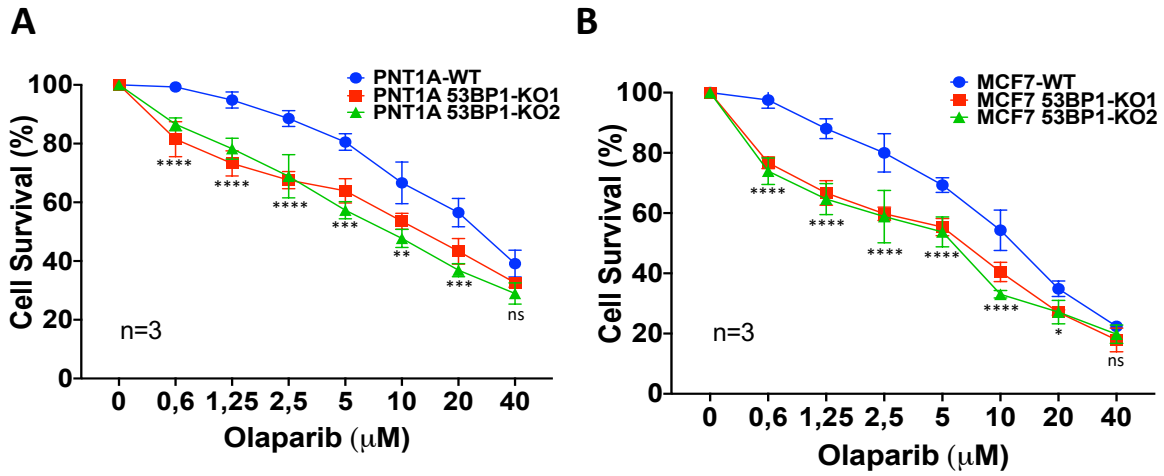 A
PNT1A-WT
PNT1A 53BP1-KO1
PNT1A 53BP1-KO2
Cell Survival (%)
100
80
60
40
20
0
****
****
****
***
**
***
ns
n=3
0 0,6 1,25 2,5 5 10 20 40
Olaparib (μM)
B
MCF7-WT
MCF7 53BP1-KO1
MCF7 53BP1-KO2
Cell Survival (%)
100
80
60
40
20
0
****
****
****
****
****
*
ns
n=3
0 0,6 1,25 2,5 5 10 20 40
Olaparib (μM)